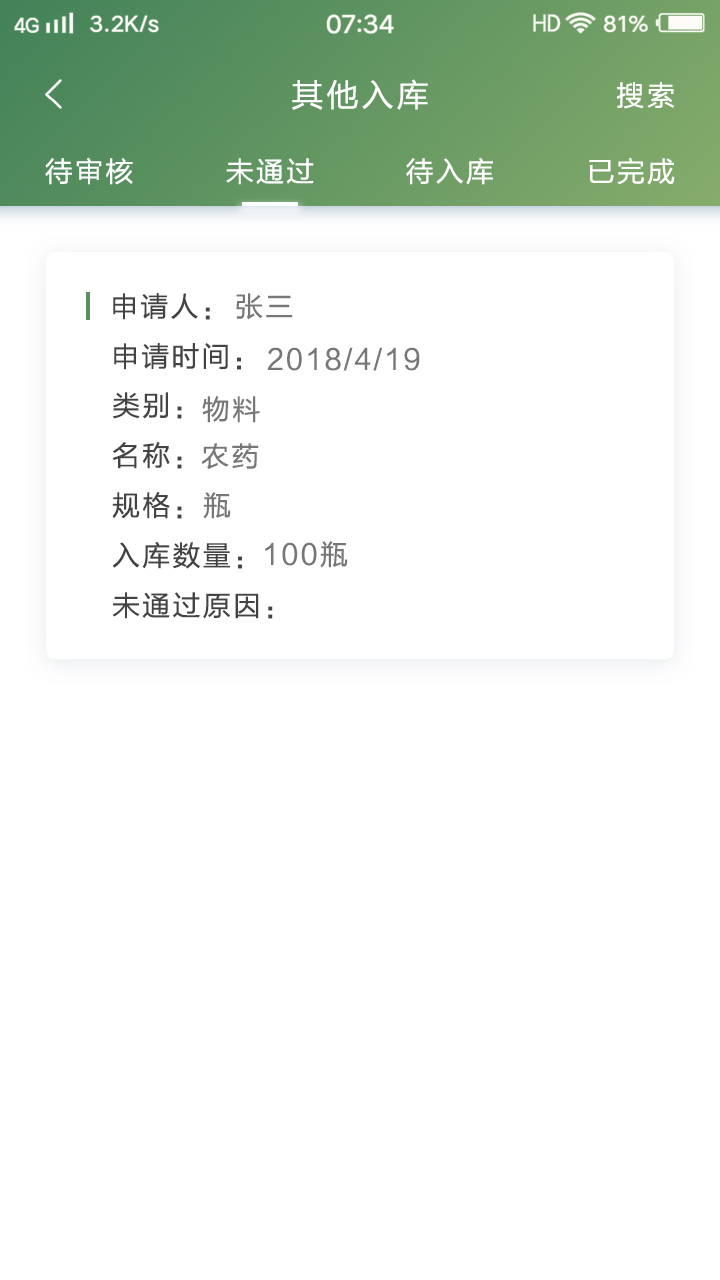 4G 3.2K/s 07:34 HD 81%
其他入库 搜索
待审核 未通过 待入库 已完成
申请人：张三
申请时间：2018/4/19
类别：物料
名称：农药
规格：瓶
入库数量：100瓶
未通过原因：